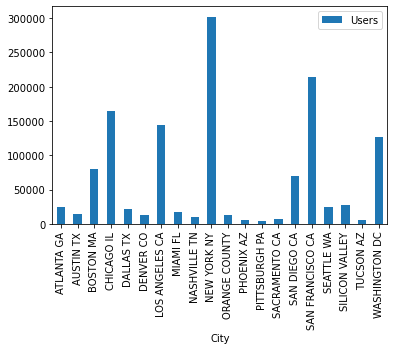 300000
250000
200000
150000
100000
50000
0
Users
ATLANTA GA
AUSTIN TX
BOSTON MA
CHICAGO IL
DALLAS TX
DENVER CO
LOS ANGELES CA
MIAMI FL
NASHVILLE TN
NEW YORK NY
ORANGE COUNTY
PHOENIX AZ
PITTSBURGH PA
SACRAMENTO CA
SAN DIEGO CA
SAN FRANCISCO CA
SEATTLE WA
SILICON VALLEY
TUCSON AZ
WASHINGTON DC
City